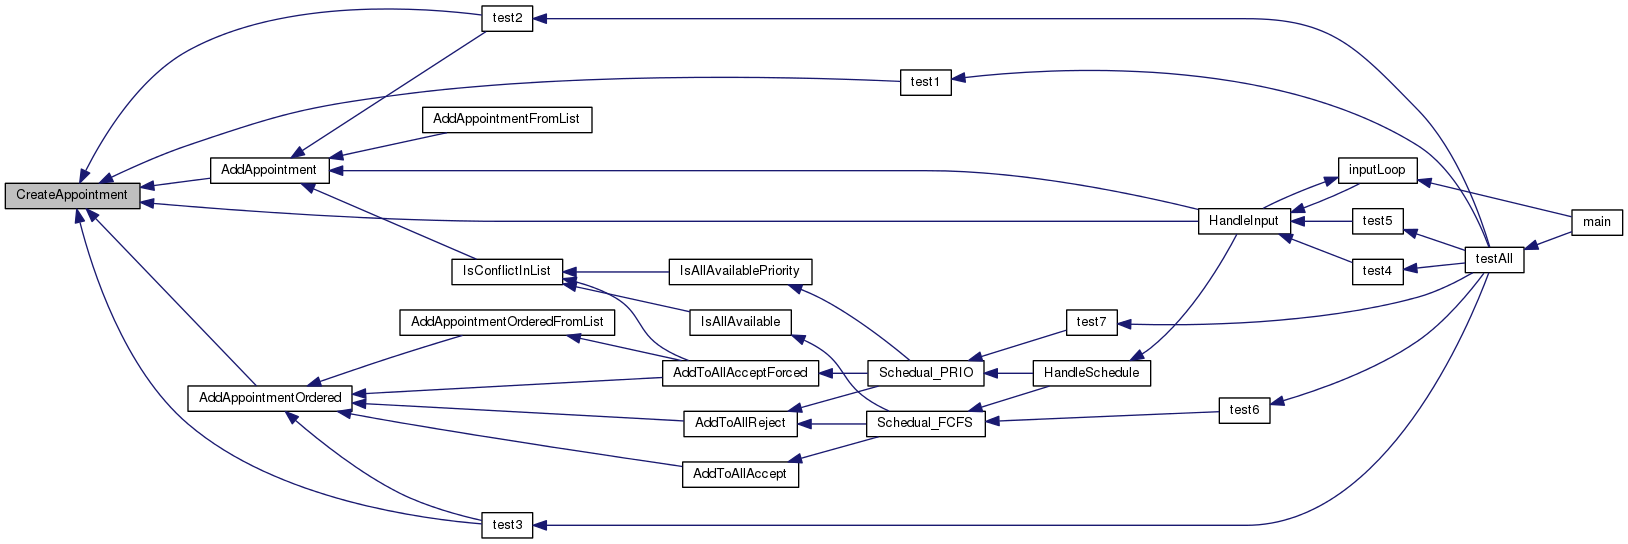 test2
test1
AddAppointmentFromList
AddAppointment
inputLoop
CreateAppointment
HandleInput
test5
main
testAll
IsConflictInList
IsAllAvailablePriority
test4
AddAppointmentOrderedFromList
IsAllAvailable
test7
AddToAllAcceptForced
Schedual_PRIO
HandleSchedule
AddAppointmentOrdered
test6
AddToAllReject
Schedual_FCFS
AddToAllAccept
test3